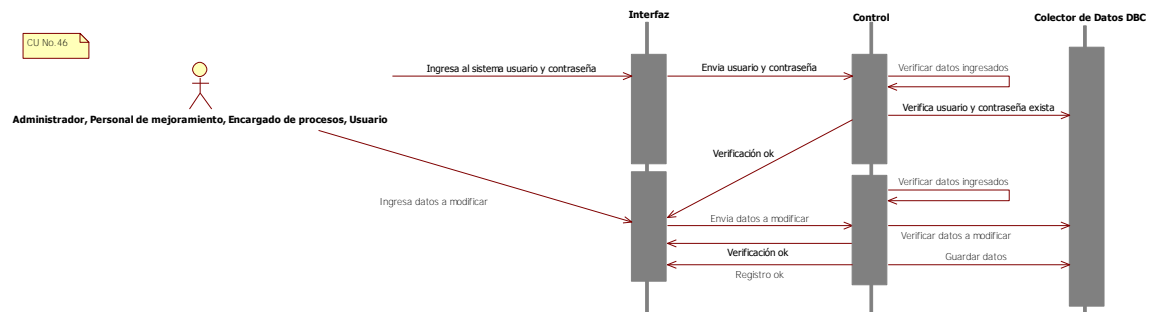 Interfaz
Control
Colector de Datos DBC
CU No.46
Ingresa al sistema usuario y contraseña
Envia usuario y contraseña
Verificar datos ingresados
Verifica usuario y contraseña exista
Administrador, Personal de mejoramiento, Encargado de procesos, Usuario
Verificación ok
Verificar datos ingresados
Ingresa datos a modificar
Envia datos a modificar
Verificar datos a modificar
Verificación ok
Guardar datos
Registro ok